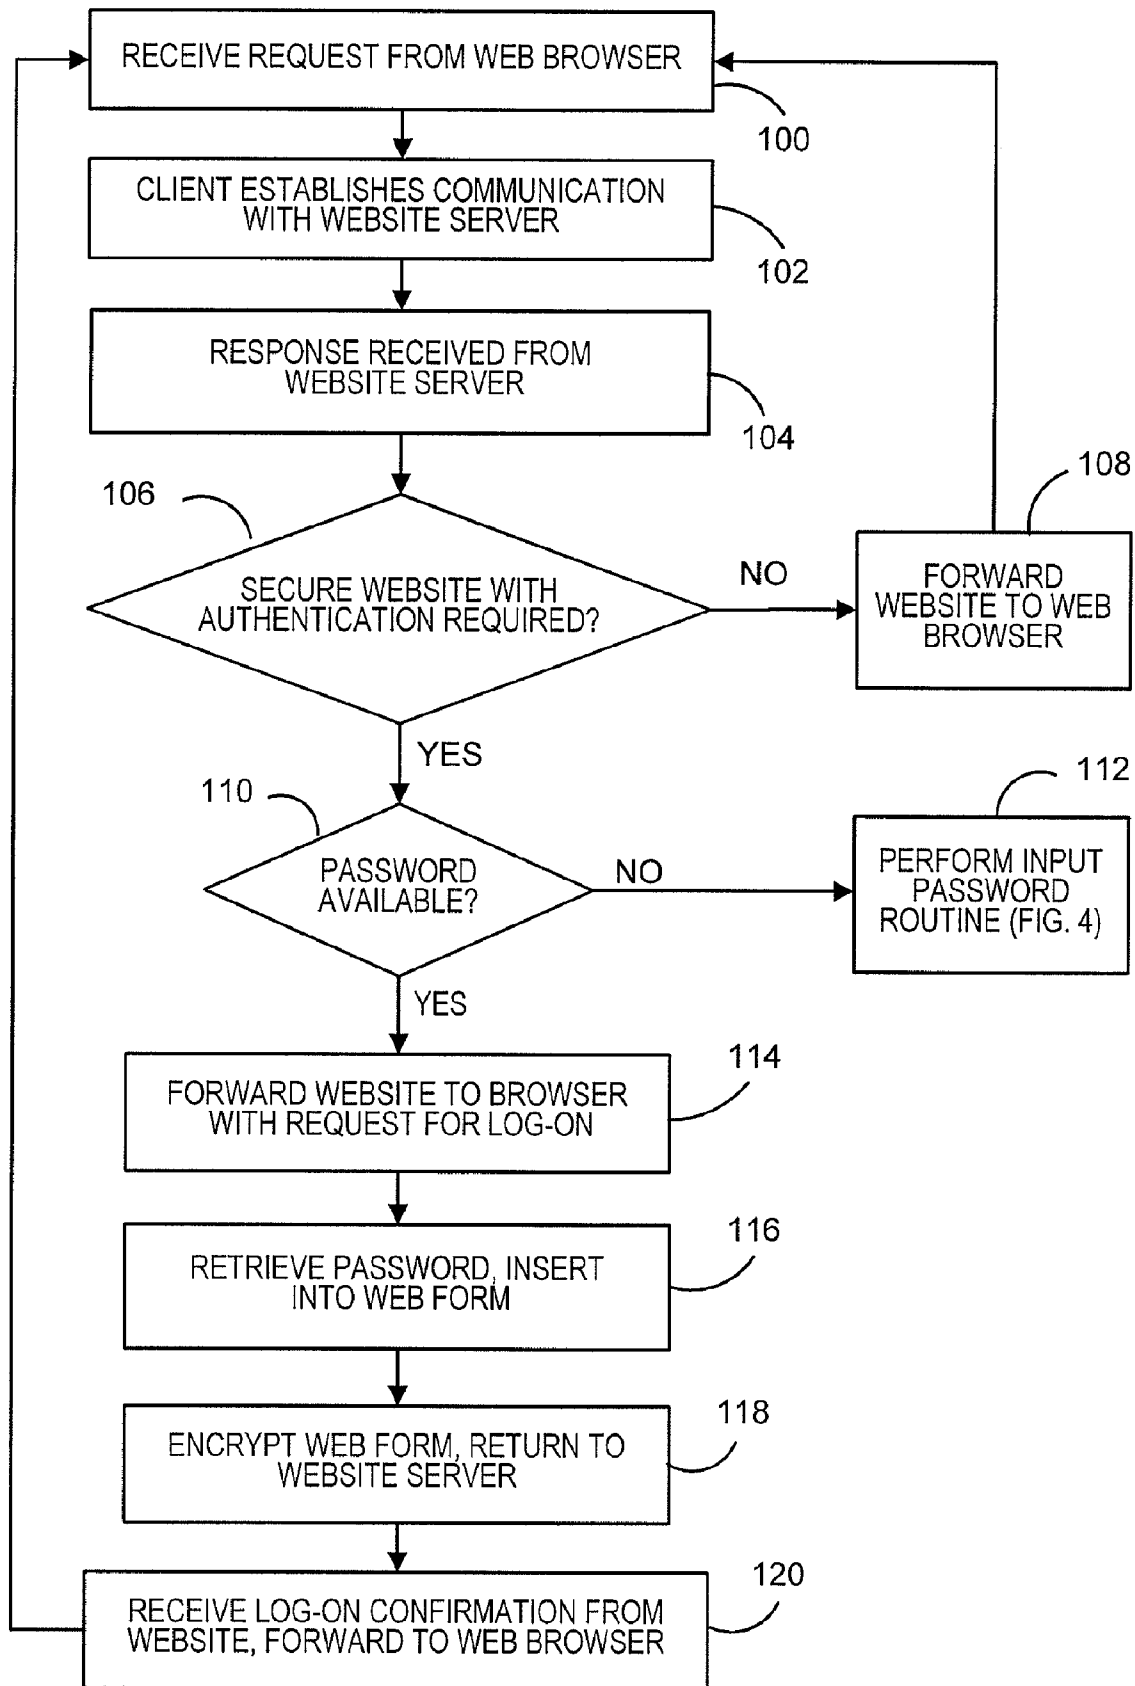 RECEIVE REQUEST FROM WEB BROWSER
100
CLIENT ESTABLISHES COMMUNICATION
WITH WEBSITE SERVER
102
RESPONSE RECEIVED FROM
WEBSITE SERVER
104
106
SECURE WEBSITE WITH
AUTHENTICATION REQUIRED?
NO
108
FORWARD
WEBSITE TO WEB
BROWSER
YES
110
PASSWORD
AVAILABLE?
NO
112
PERFORM INPUT
PASSWORD
ROUTINE (FIG. 4)
YES
114
FORWARD WEBSITE TO BROWSER
WITH REQUEST FOR LOG-ON
116
RETRIEVE PASSWORD, INSERT
INTO WEB FORM
118
ENCRYPT WEB FORM, RETURN TO
WEBSITE SERVER
120
RECEIVE LOG-ON CONFIRMATION FROM
WEBSITE, FORWARD TO WEB BROWSER